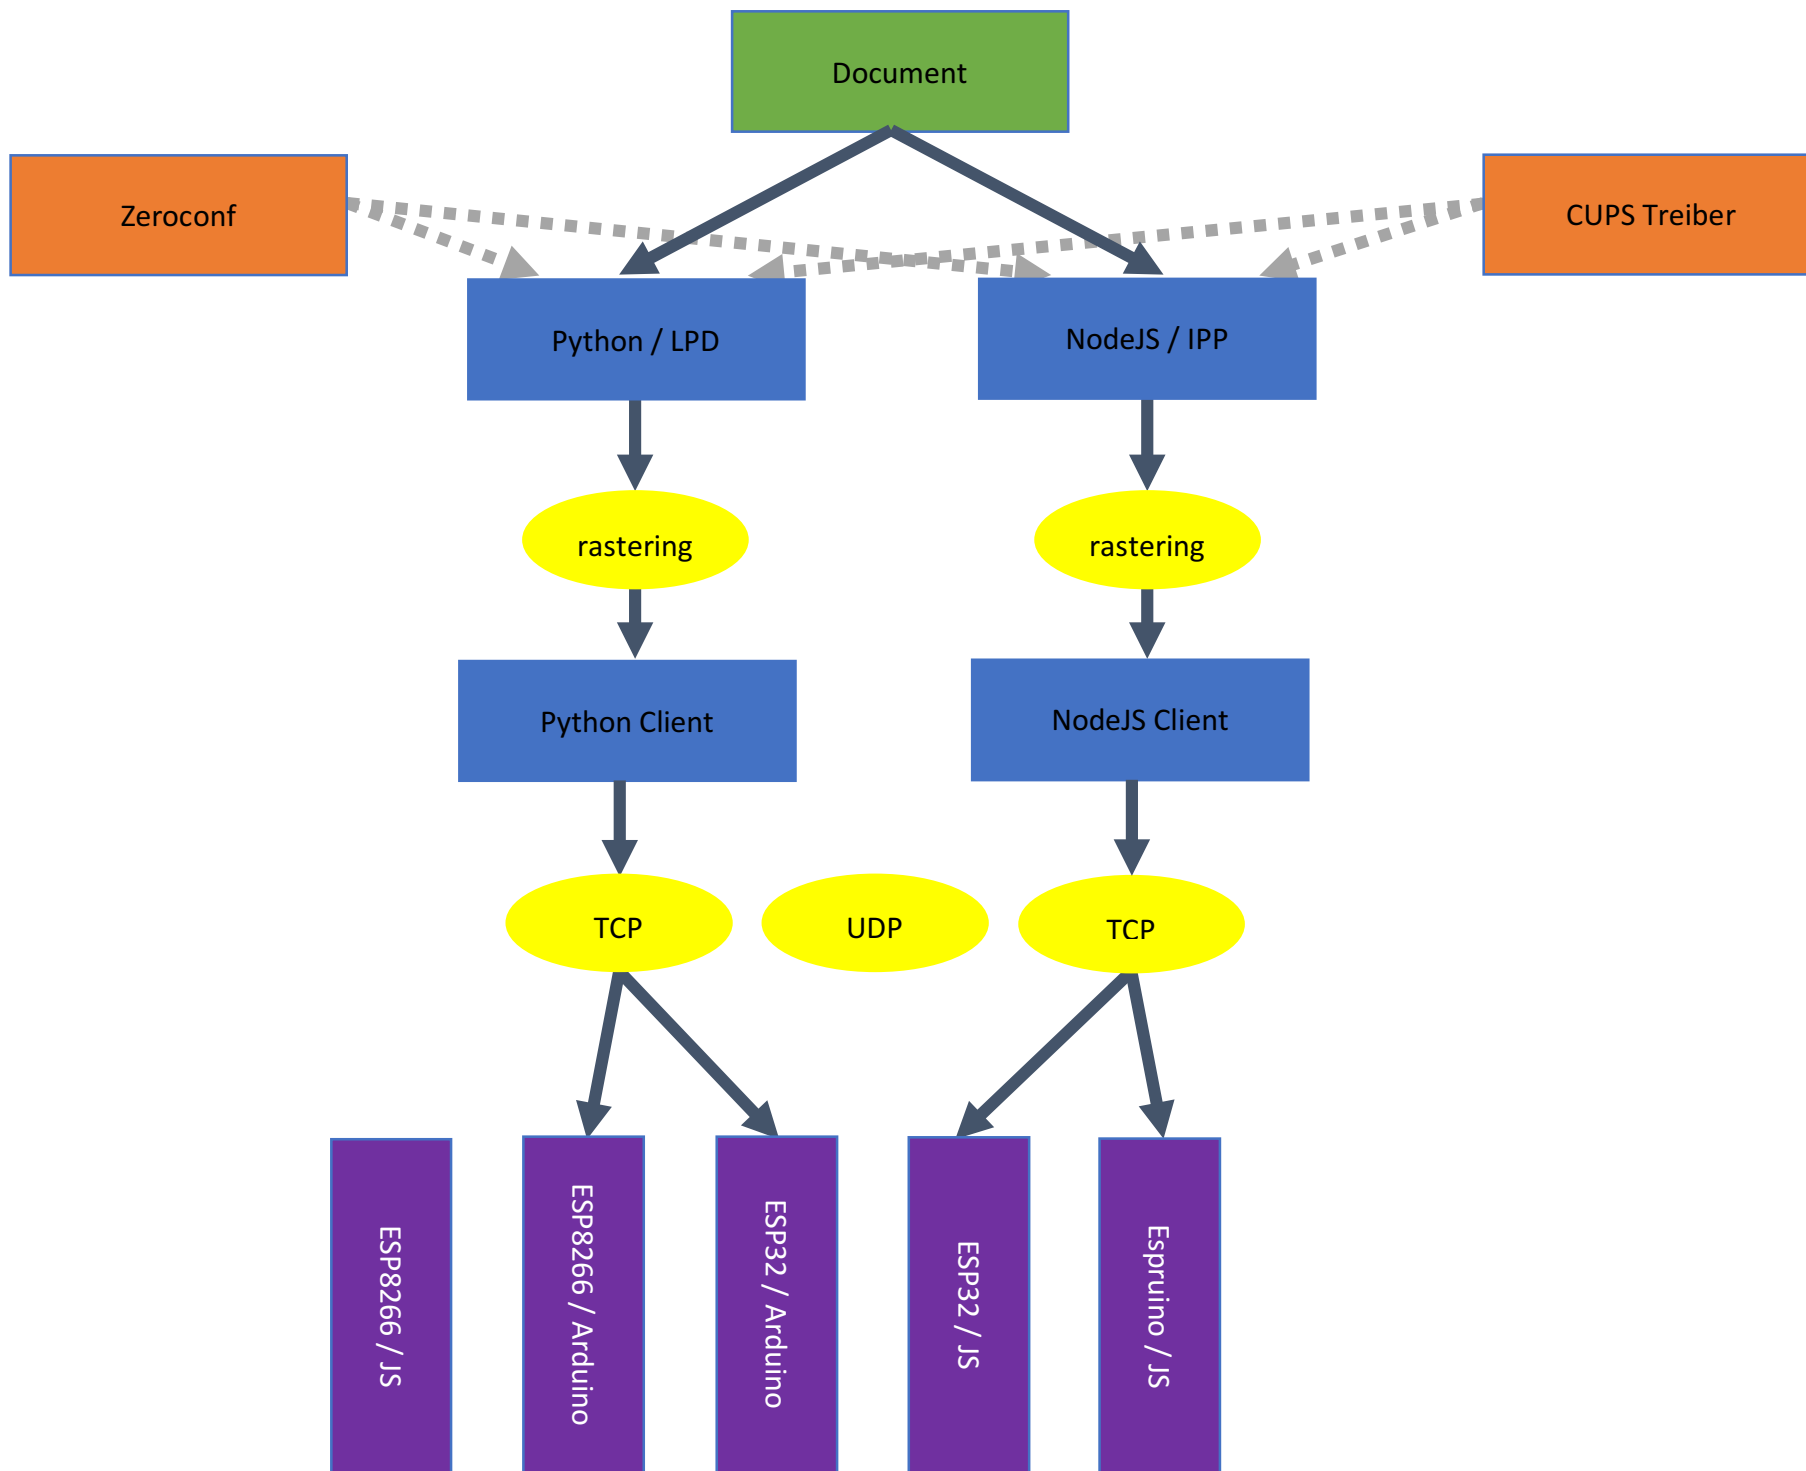 Document
Zeroconf
CUPS Treiber
Python / LPD
NodeJS / IPP
rastering
rastering
Python Client
NodeJS Client
TCP
UDP
TCP
ESP8266 / JS
ESP8266 / Arduino
ESP32 / Arduino
ESP32 / JS
Espruino / JS